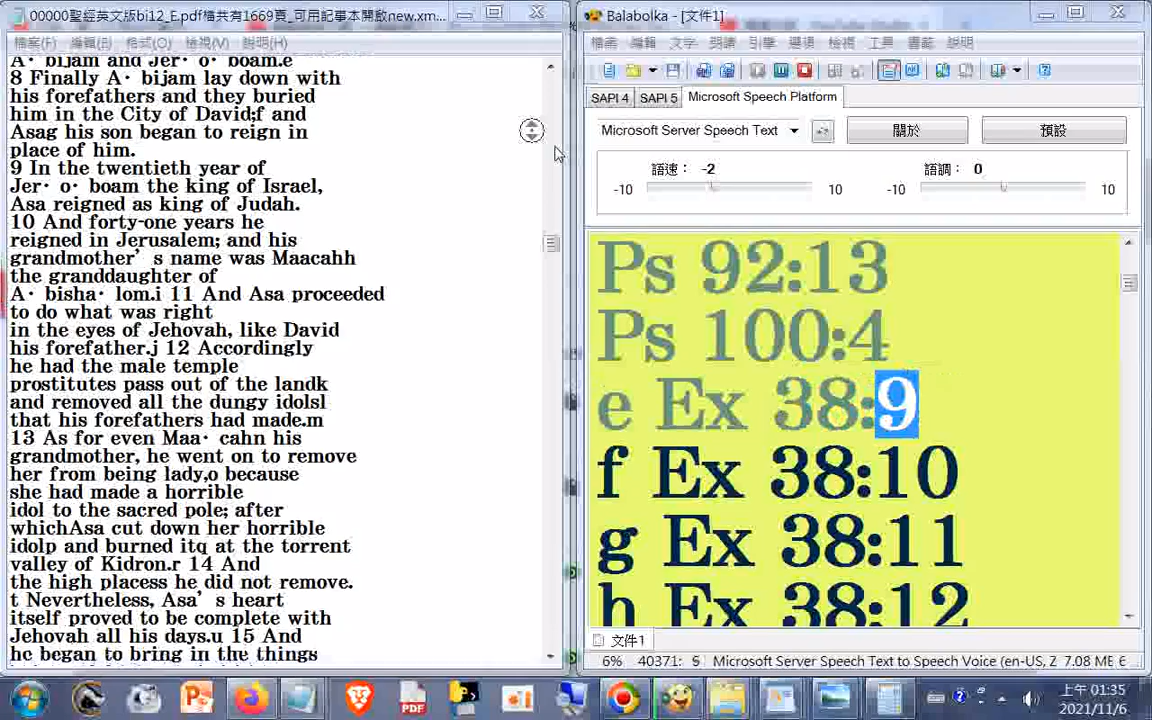 00000聖經英文版bi12_E.pdf檔共有1669頁_可用記事本開啟new.xm...
檔案(F) 編輯(E) 格式(O) 檢視(V) 說明(H)
A· bijam and Jer· o· boam.e
8 Finally A· bijam lay down with
his forefathers and they buried
him in the City of David;f and
Asag his son began to reign in
place of him.
9 In the twentieth year of
Jer· o· boam the king of Israel,
Asa reigned as king of Judah.
10 And forty-one years he
reigned in Jerusalem; and his
grandmother’s name was Maacahh
the granddaughter of
A· bisha· lom.i 11 And Asa proceeded
to do what was right
in the eyes of Jehovah, like David
his forefather.j 12 Accordingly
he had the male temple
prostitutes pass out of the landk
and removed all the dungy idolsl
that his forefathers had made.m
13 As for even Maa· cahn his
grandmother, he went on to remove
her from being lady,o because
she had made a horrible
idol to the sacred pole; after
whichAsa cut down her horrible
idolp and burned itq at the torrent
valley of Kidron.r 14 And
the high placess he did not remove.
t Nevertheless, Asa’s heart
itself proved to be complete with
Jehovah all his days.u 15 And
he began to bring in the things
Balabolka - [文件1]
檔案 編輯 文字 朗讀 引擎 選項 檢視 工具 書籤 說明
SAPI 4 SAPI 5 Microsoft Speech Platform
Microsoft Server Speech Text 關於 預設
語速： -2 語調： 0
-10 10 -10 10
Ps 92:13
Ps 100:4
e Ex 38:9
f Ex 38:10
g Ex 38:11
h Ex 38:12
文件1
6% 40371: 5 Microsoft Server Speech Text to Speech Voice (en-US, Z 7.08 MB 6
PDF
上午 01:35
2021/11/6